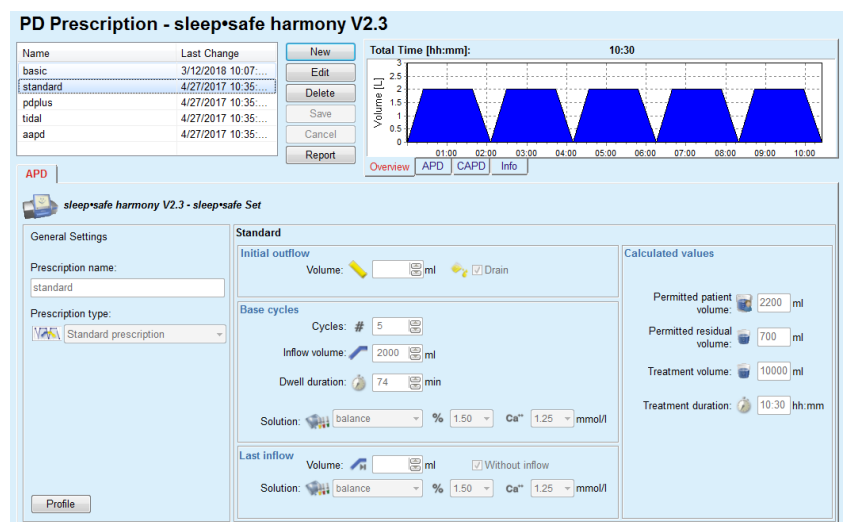 PD Prescription - sleep•safe harmony V2.3
Name Last Change
basic 3/12/2018 10:07:...
standard 4/27/2017 10:35:...
pdplus 4/27/2017 10:35:...
tidal 4/27/2017 10:35:...
aapd 4/27/2017 10:35:...
New
Edit
Delete
Save
Cancel
Report
Total Time [hh:mm]: 10:30
Volume [L]
3
2.5
2
1.5
1
0.5
0
01:00 02:00 03:00 04:00 05:00 06:00 07:00 08:00 09:00 10:00
Overview APD CAPD Info
APD
sleep•safe harmony V2.3 - sleep•safe Set
General Settings
Prescription name:
standard
Prescription type:
Standard prescription
Profile
Standard
Initial outflow
Volume: ml Drain
Base cycles
Cycles: # 5
Inflow volume: 2000 ml
Dwell duration: 74 min
Solution: balance % 1.50 Ca⁺⁺ 1.25 mmol/l
Last inflow
Volume: ml Without inflow
Solution: balance % 1.50 Ca⁺⁺ 1.25 mmol/l
Calculated values
Permitted patient
volume: 2200 ml
Permitted residual
volume: 700 ml
Treatment volume: 10000 ml
Treatment duration: 10:30 hh:mm